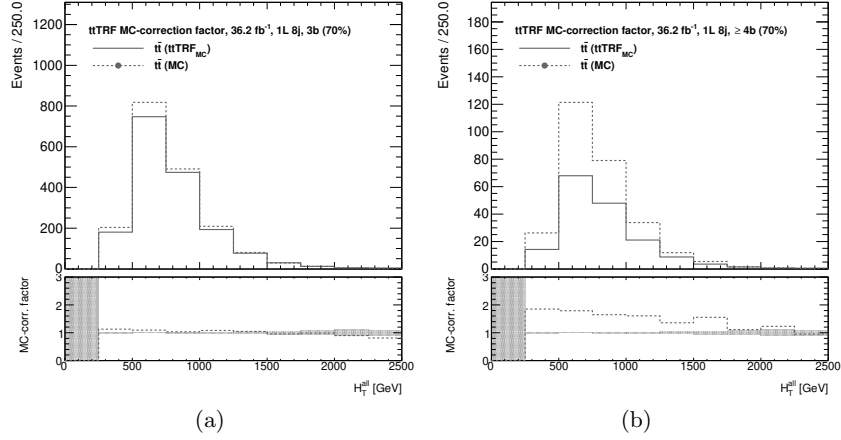 ttTRF MC-correction factor, 36.2 fb⁻¹, 1L 8j, 3b (70%)
tt̄ (ttTRF_MC)
tt̄ (MC)
Events / 250.0
1200
1000
800
600
400
200
0
MC-corr. factor
3
2
1
0
0 500 1000 1500 2000 2500
H_T^all [GeV]
(a)
ttTRF MC-correction factor, 36.2 fb⁻¹, 1L 8j, ≥ 4b (70%)
tt̄ (ttTRF_MC)
tt̄ (MC)
Events / 250.0
180
160
140
120
100
80
60
40
20
0
MC-corr. factor
3
2
1
0
0 500 1000 1500 2000 2500
H_T^all [GeV]
(b)